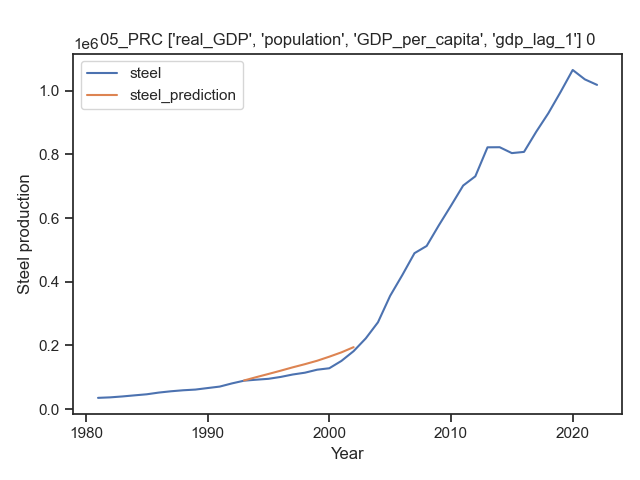 05_PRC ['real_GDP', 'population', 'GDP_per_capita', 'gdp_lag_1'] 0
1e6
steel
steel_prediction
Steel production
1.0
0.8
0.6
0.4
0.2
0.0
1980 1990 2000 2010 2020
Year